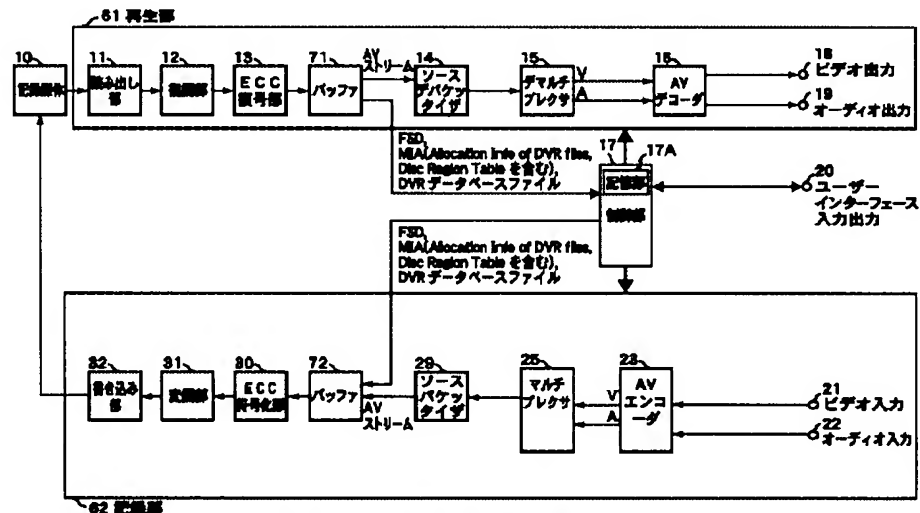 61 再生部
10
記録媒体
11
読み出し
部
12
復調部
13
ECC
復号部
71
バッファ
AV
ストリーム
14
ソース
デパケッ
タイザ
15
デマルチ
プレクサ
V
A
16
AV
デコーダ
18
ビデオ出力
19
オーディオ出力
FSD,
MIA(Allocation info of DVR files,
Disc Region Table を含む),
DVR データベースファイル
17
17A
記憶部
制御部
20
ユーザー
インターフェース
入力出力
FSD,
MIA(Allocation info of DVR files,
Disc Region Table を含む),
DVR データベースファイル
32
書き込み
部
31
変調部
30
ECC
符号化部
72
バッファ
AV
ストリーム
29
ソース
パケッ
タイザ
25
マルチ
プレクサ
V
A
23
AV
エンコ
ーダ
21
ビデオ入力
22
オーディオ入力
62 記録部